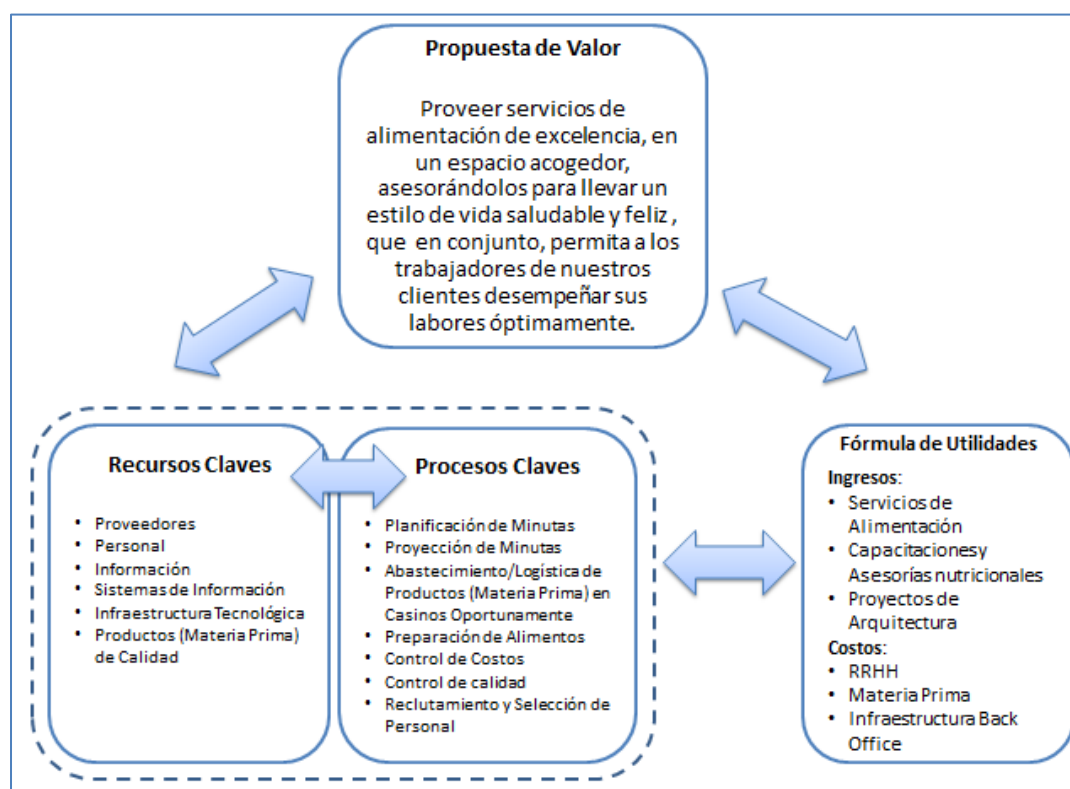 Propuesta de Valor
Proveer servicios de
alimentación de excelencia, en
un espacio acogedor,
asesorándolos para llevar un
estilo de vida saludable y feliz ,
que en conjunto, permita a los
trabajadores de nuestros
clientes desempeñar sus
labores óptimamente.
Recursos Claves
• Proveedores
• Personal
• Información
• Sistemas de Información
• Infraestructura Tecnológica
• Productos (Materia Prima)
de Calidad
Procesos Claves
• Planificación de Minutas
• Proyección de Minutas
• Abastecimiento/Logística de
Productos (Materia Prima) en
Casinos Oportunamente
• Preparación de Alimentos
• Control de Costos
• Control de calidad
• Reclutamiento y Selección de
Personal
Fórmula de Utilidades
Ingresos:
• Servicios de
Alimentación
• Capacitacionesy
Asesorías nutricionales
• Proyectos de
Arquitectura
Costos:
• RRHH
• Materia Prima
• Infraestructura Back
Office